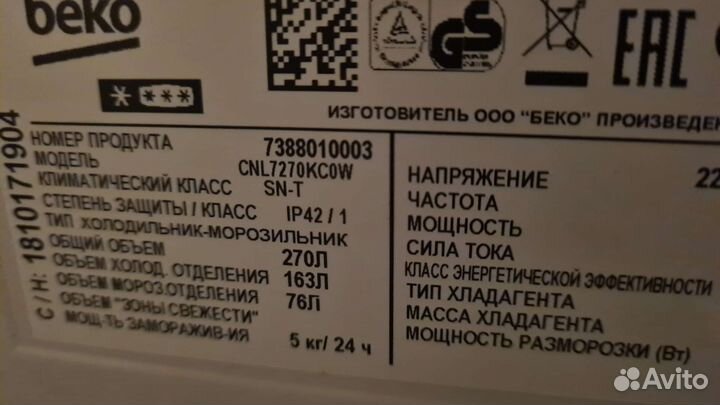 beko
EAC
GS
ИЗГОТОВИТЕЛЬ ООО "БЕКО" ПРОИЗВЕДЕН
С / Н: 1810171904
НОМЕР ПРОДУКТА 7388010003
МОДЕЛЬ CNL7270KC0W
КЛИМАТИЧЕСКИЙ КЛАСС SN-T
СТЕПЕНЬ ЗАЩИТЫ / КЛАСС IP42 / 1
ТИП ХОЛОДИЛЬНИК-МОРОЗИЛЬНИК
ОБЩИЙ ОБЪЕМ 270Л
ОБЪЕМ ХОЛОД. ОТДЕЛЕНИЯ 163Л
ОБЪЕМ МОРОЗ.ОТДЕЛЕНИЯ 76Л
ОБЪЕМ "ЗОНЫ СВЕЖЕСТИ"
МОЩ-ТЬ ЗАМОРАЖИВ-ИЯ 5 кг/ 24 ч
НАПРЯЖЕНИЕ 22
ЧАСТОТА
МОЩНОСТЬ
СИЛА ТОКА
КЛАСС ЭНЕРГЕТИЧЕСКОЙ ЭФФЕКТИВНОСТИ
ТИП ХЛАДАГЕНТА
МАССА ХЛАДАГЕНТА
МОЩНОСТЬ РАЗМОРОЗКИ (Вт)
Avito